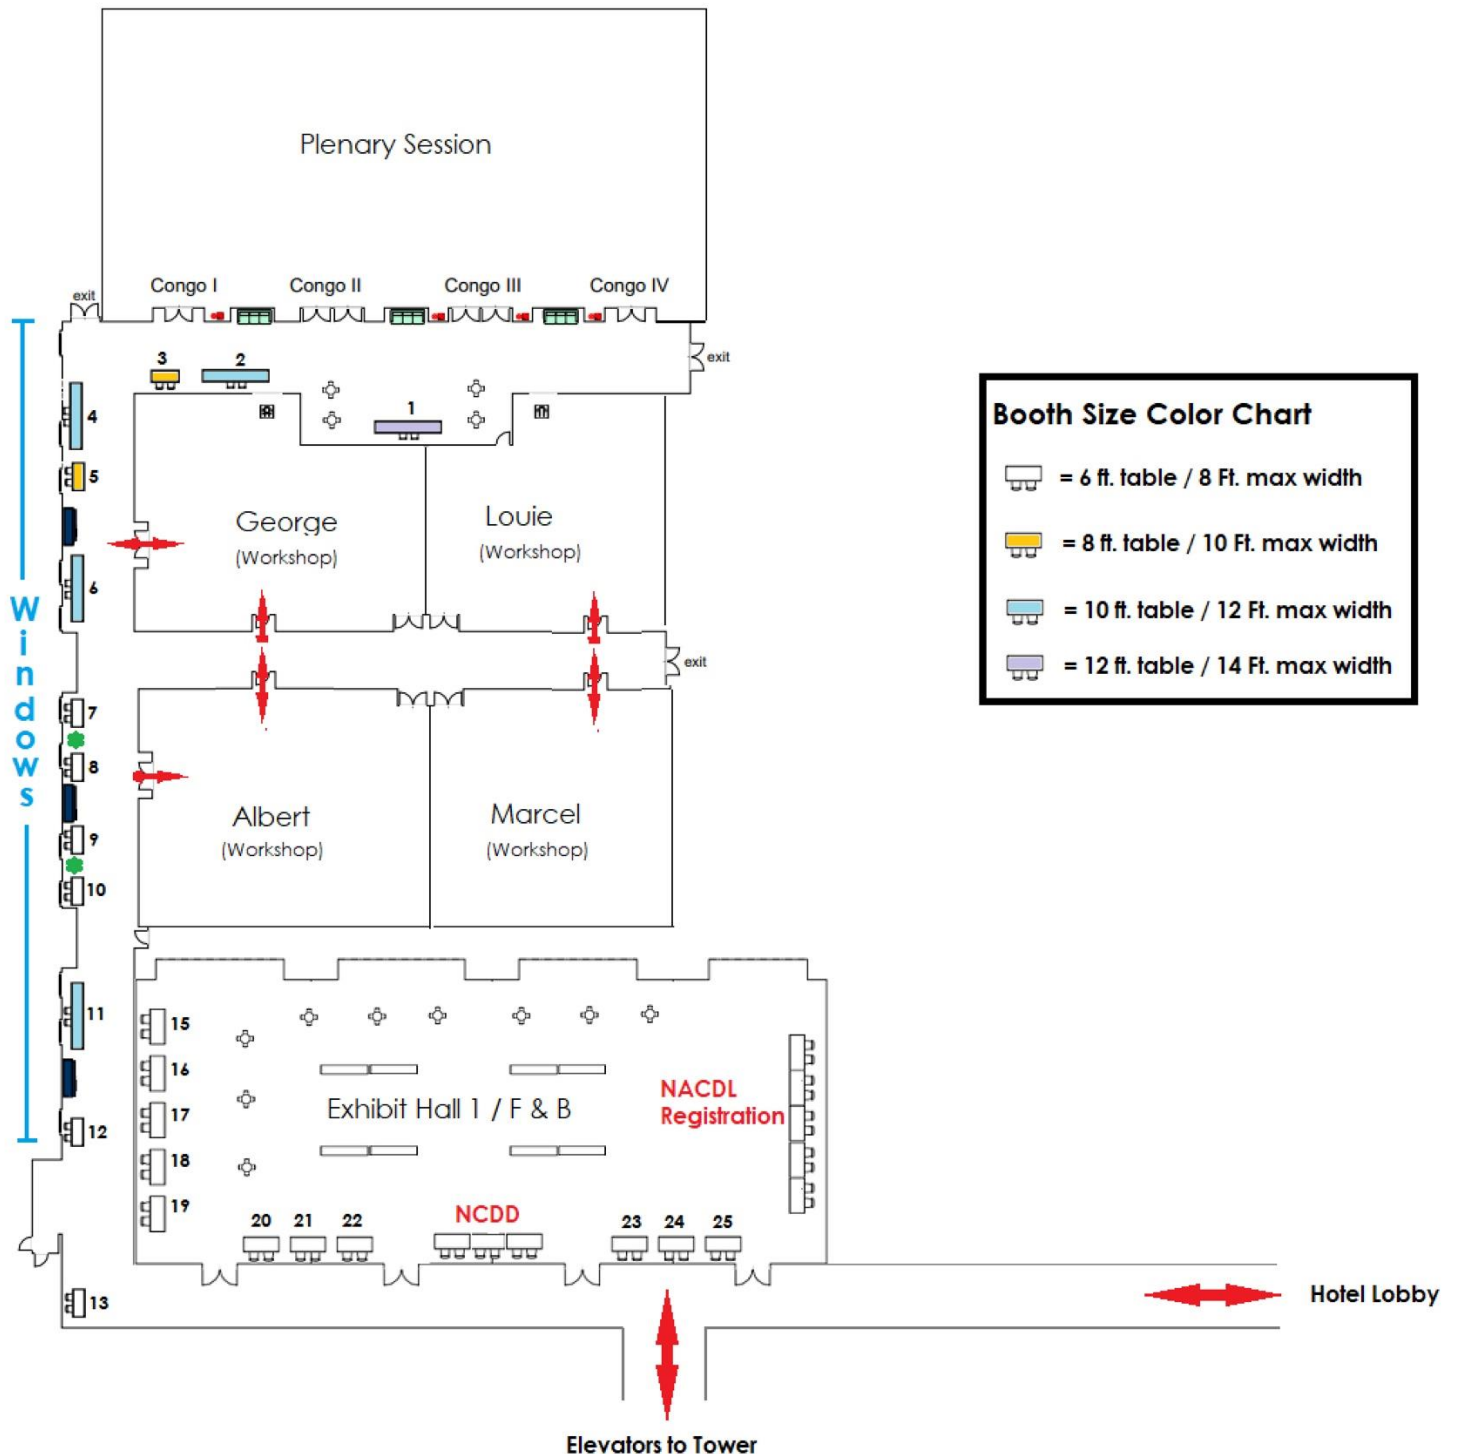 Plenary Session
Congo I
Congo II
Congo III
Congo IV
exit
exit
3
2
1
4
5
6
George
(Workshop)
Louie
(Workshop)
exit
Windows
7
8
9
10
Albert
(Workshop)
Marcel
(Workshop)
11
12
13
15
16
17
18
19
Exhibit Hall 1 / F & B
NACDL
Registration
20
21
22
NCDD
23
24
25
Hotel Lobby
Elevators to Tower
Booth Size Color Chart
= 6 ft. table / 8 Ft. max width
= 8 ft. table / 10 Ft. max width
= 10 ft. table / 12 Ft. max width
= 12 ft. table / 14 Ft. max width